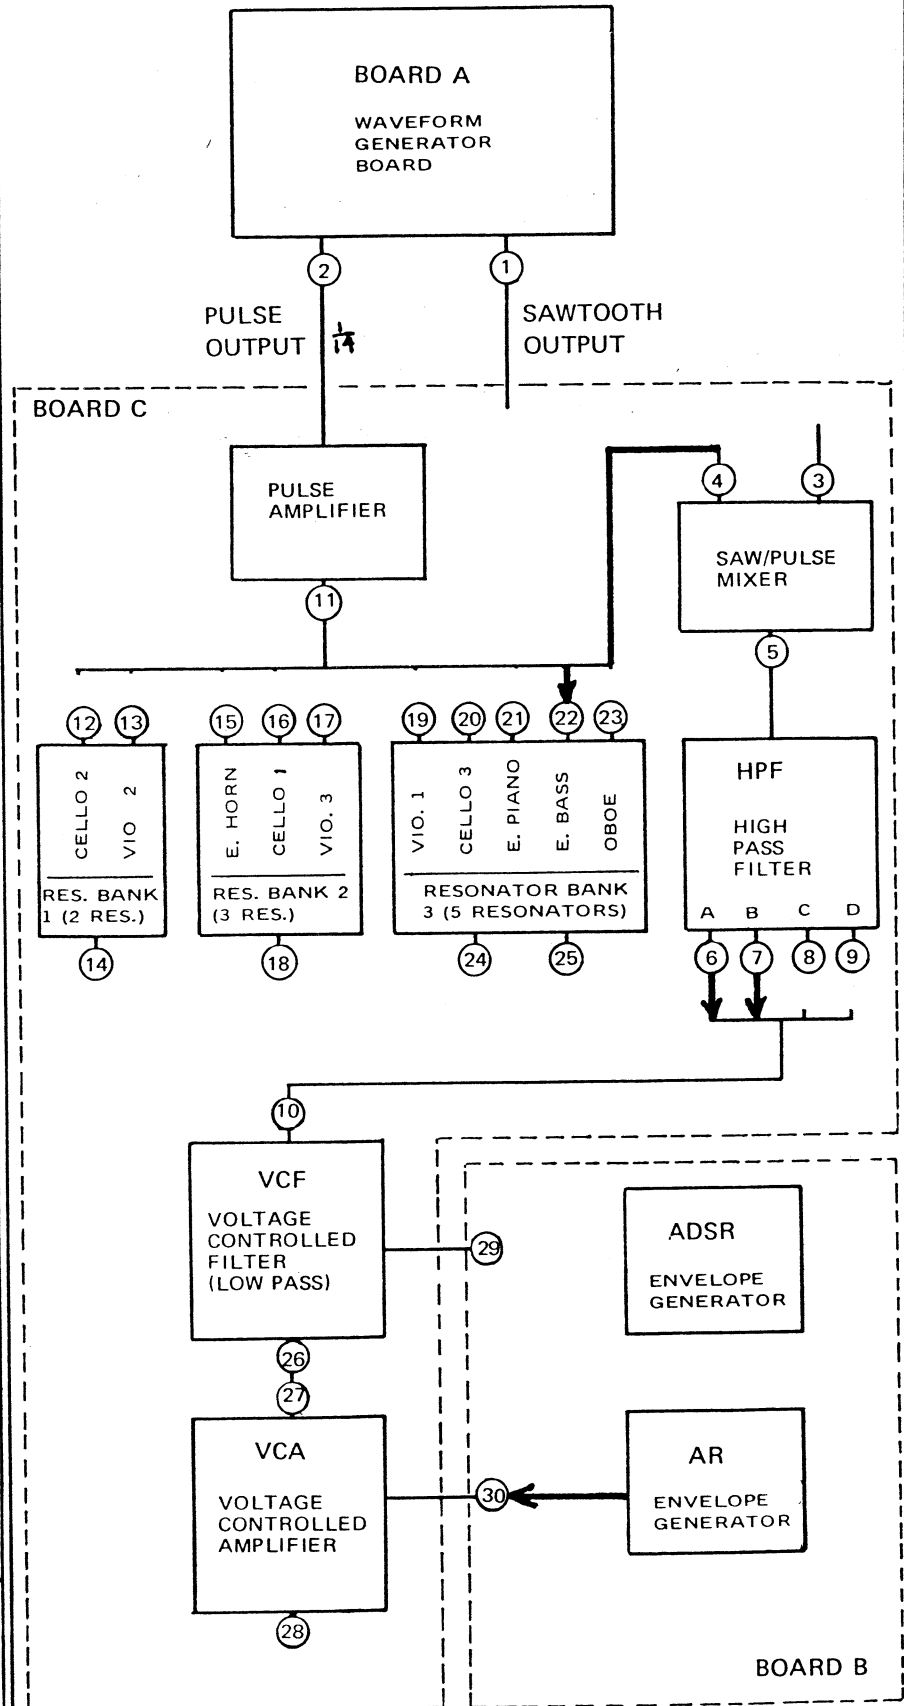 BOARD A
WAVEFORM
GENERATOR
BOARD
2
1
PULSE
OUTPUT
1/14
SAWTOOTH
OUTPUT
BOARD C
PULSE
AMPLIFIER
4
3
SAW/PULSE
MIXER
11
5
12
13
15
16
17
19
20
21
22
23
CELLO 2
VIO 2
E. HORN
CELLO 1
VIO. 3
VIO. 1
CELLO 3
E. PIANO
E. BASS
OBOE
RES. BANK
1 (2 RES.)
RES. BANK 2
(3 RES.)
RESONATOR BANK
3 (5 RESONATORS)
14
18
24
25
HPF
HIGH
PASS
FILTER
A
B
C
D
6
7
8
9
10
VCF
VOLTAGE
CONTROLLED
FILTER
(LOW PASS)
29
ADSR
ENVELOPE
GENERATOR
26
27
VCA
VOLTAGE
CONTROLLED
AMPLIFIER
30
AR
ENVELOPE
GENERATOR
28
BOARD B